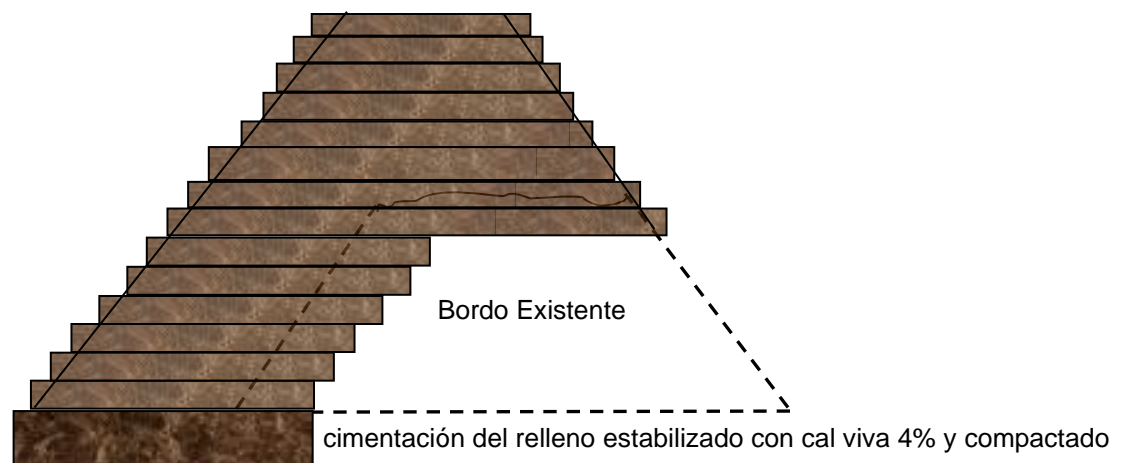 Bordo Existente
cimentación del relleno estabilizado con cal viva 4% y compactado